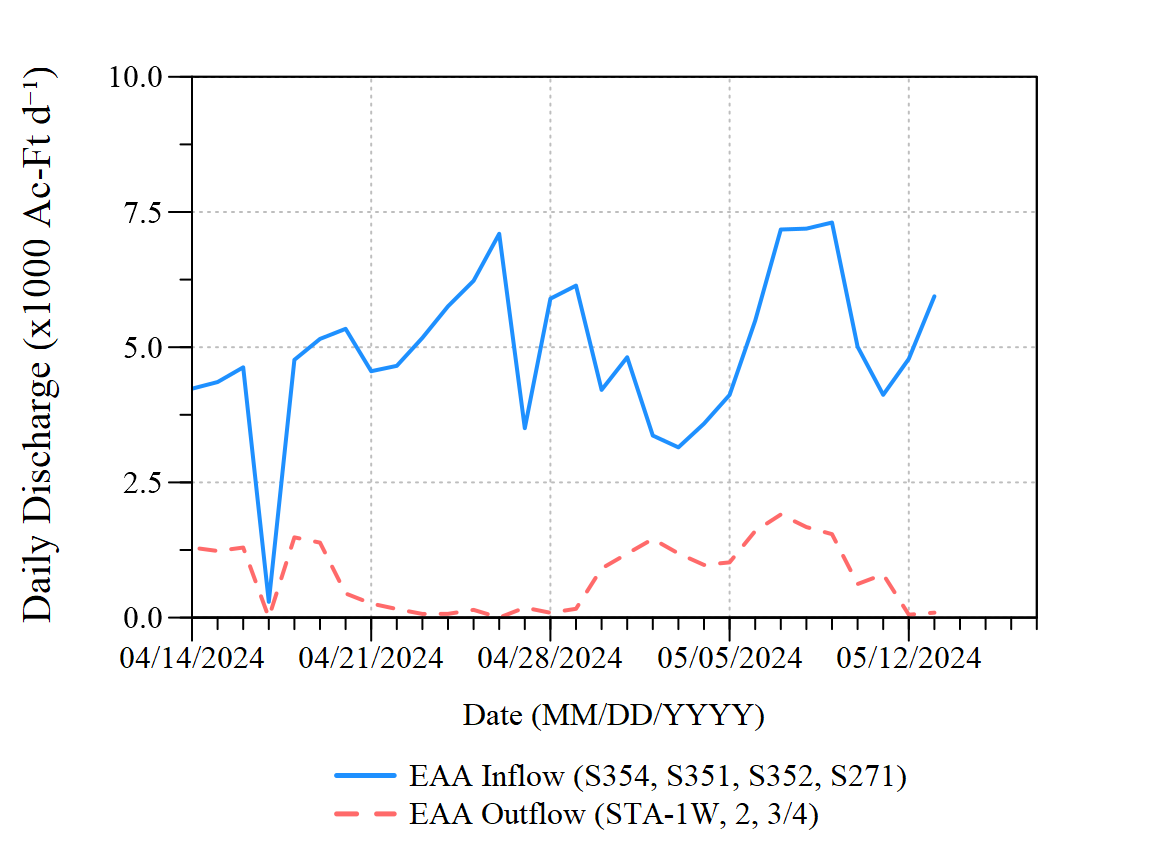 Daily Discharge (x1000 Ac-Ft d⁻¹)
10.0
7.5
5.0
2.5
0.0
04/14/2024 04/21/2024 04/28/2024 05/05/2024 05/12/2024
Date (MM/DD/YYYY)
EAA Inflow (S354, S351, S352, S271)
EAA Outflow (STA-1W, 2, 3/4)